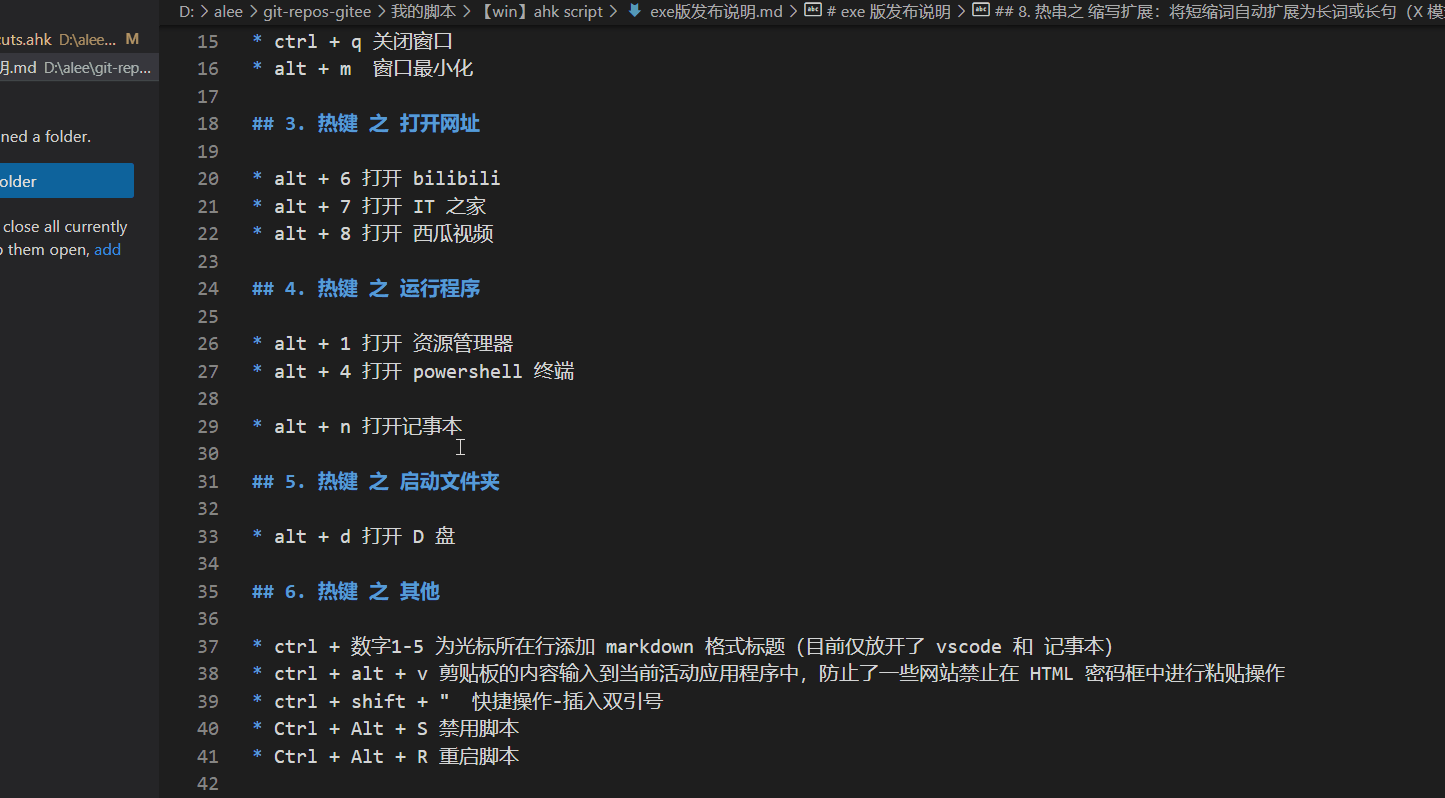 D: > alee > git-repos-gitee > 我的脚本 > 【win】ahk script > exe版发布说明.md > # exe 版发布说明 > ## 8. 热串之 缩写扩展：将短缩词自动扩展为长词或长句（X 模
cuts.ahk D:\alee... M
明.md D:\alee\git-rep...
ned a folder.
older
close all currently
them open, add
15 * ctrl + q 关闭窗口
16 * alt + m  窗口最小化
17
18 ## 3. 热键 之 打开网址
19
20 * alt + 6 打开 bilibili
21 * alt + 7 打开 IT 之家
22 * alt + 8 打开 西瓜视频
23
24 ## 4. 热键 之 运行程序
25
26 * alt + 1 打开 资源管理器
27 * alt + 4 打开 powershell 终端
28
29 * alt + n 打开记事本
30
31 ## 5. 热键 之 启动文件夹
32
33 * alt + d 打开 D 盘
34
35 ## 6. 热键 之 其他
36
37 * ctrl + 数字1-5 为光标所在行添加 markdown 格式标题（目前仅放开了 vscode 和 记事本）
38 * ctrl + alt + v 剪贴板的内容输入到当前活动应用程序中，防止了一些网站禁止在 HTML 密码框中进行粘贴操作
39 * ctrl + shift + "  快捷操作-插入双引号
40 * Ctrl + Alt + S 禁用脚本
41 * Ctrl + Alt + R 重启脚本
42